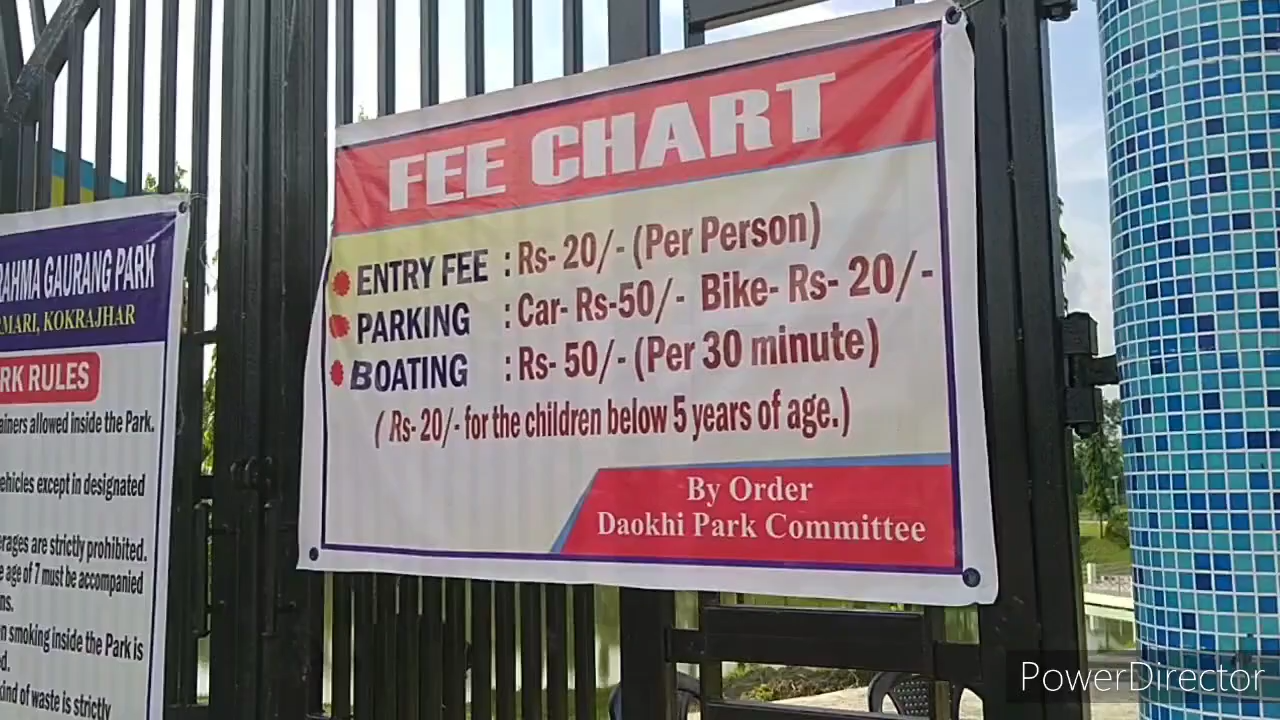 RAHMA GAURANG PARK
MARI, KOKRAJHAR
RK RULES
ainers allowed inside the Park.
ehicles except in designated
rages are strictly prohibited.
age of 7 must be accompanied
ns.
smoking inside the Park is
d.
kind of waste is strictly
FEE CHART
ENTRY FEE : Rs- 20/- (Per Person)
PARKING : Car- Rs-50/- Bike- Rs- 20/-
BOATING : Rs- 50/- (Per 30 minute)
( Rs- 20/- for the children below 5 years of age.)
By Order
Daokhi Park Committee
PowerDirector